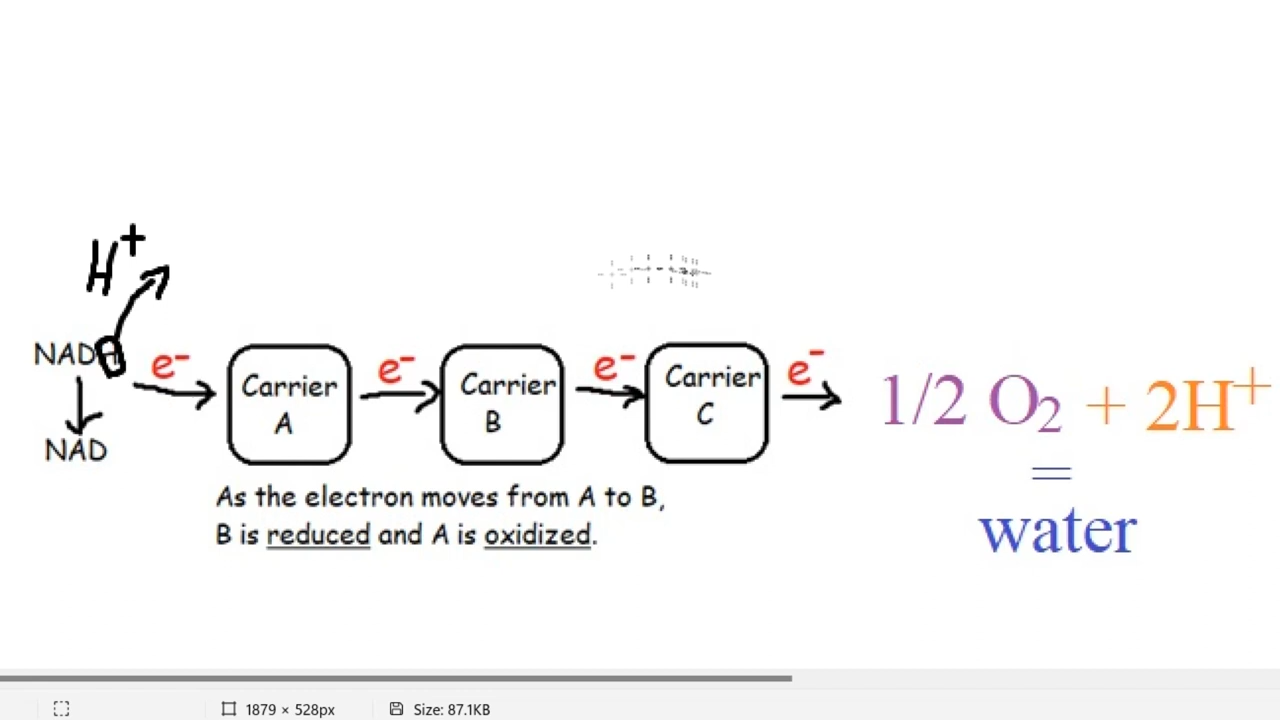 H+
NADH e- e- e- e-
Carrier A
Carrier B
Carrier C
NAD
1/2 O2 + 2H+
=
water
As the electron moves from A to B,
B is reduced and A is oxidized.
1879 × 528px Size: 87.1KB